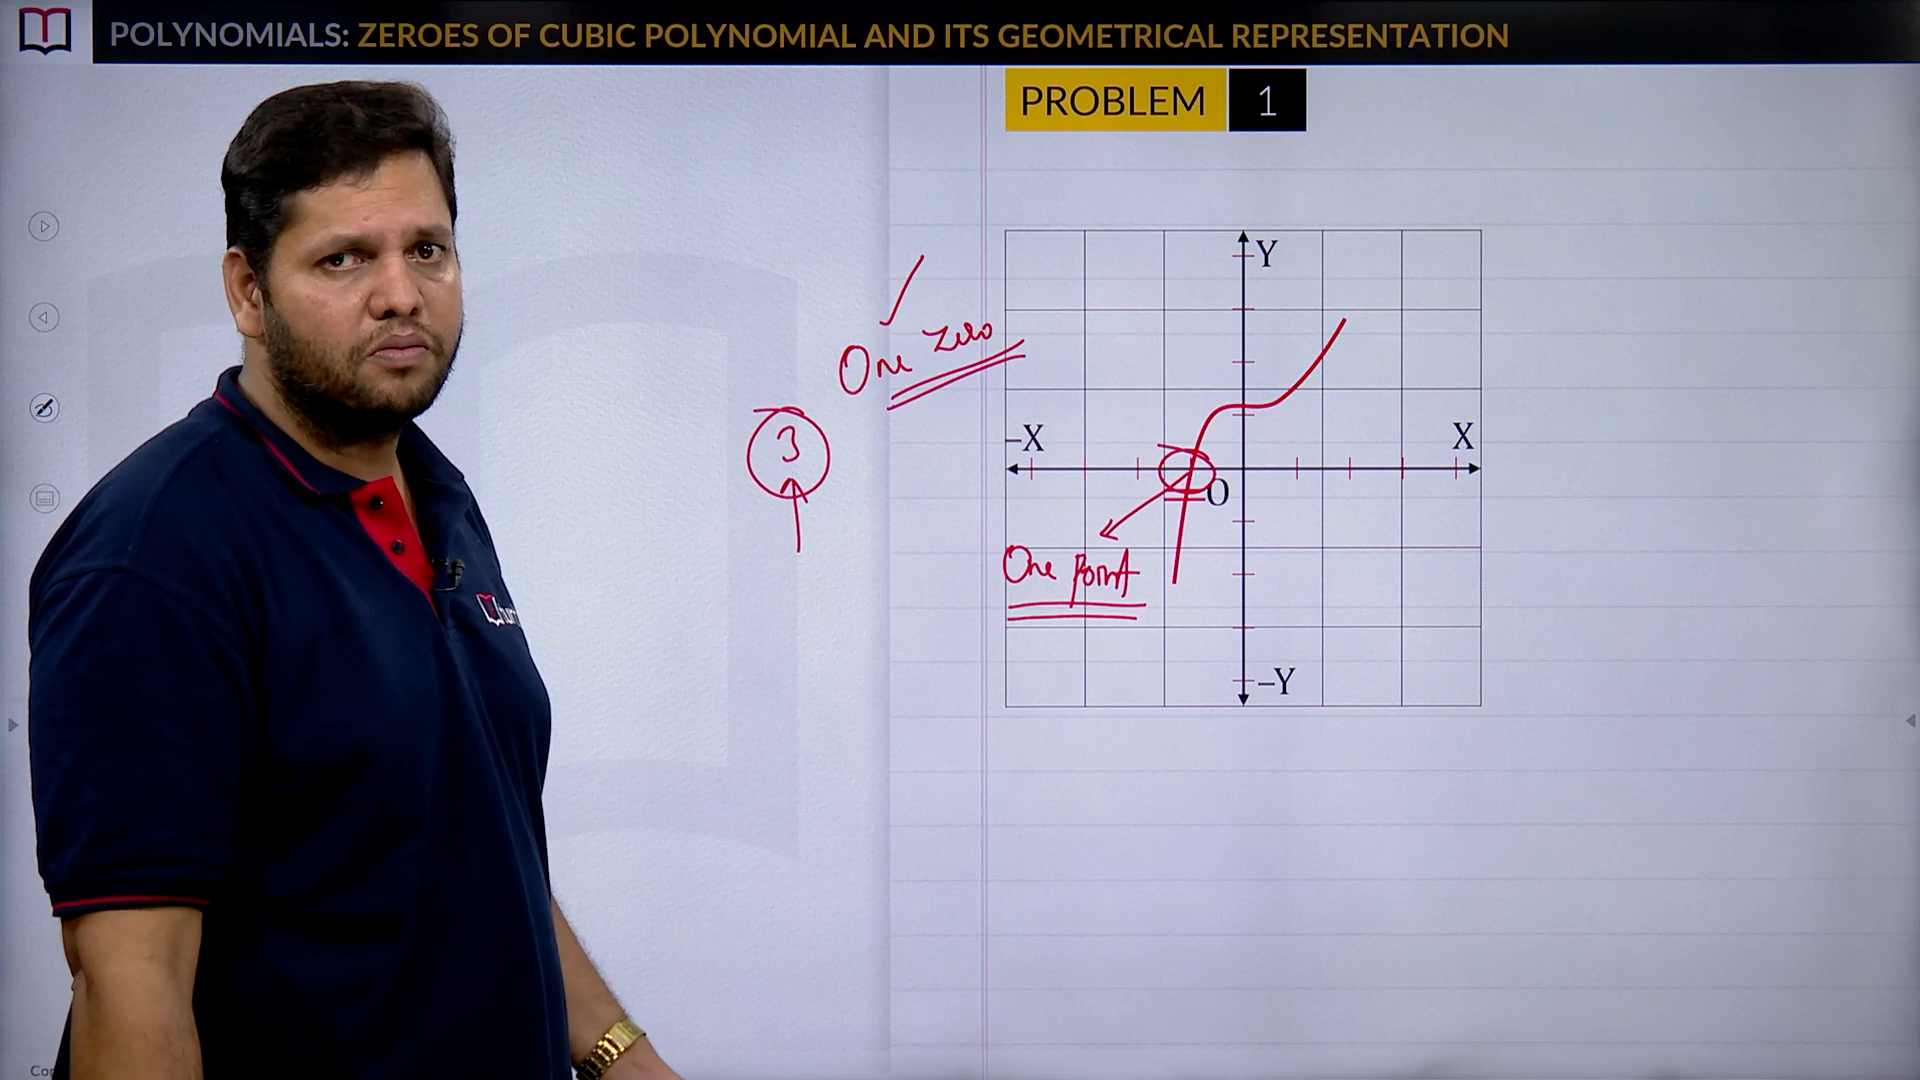 POLYNOMIALS: ZEROES OF CUBIC POLYNOMIAL AND ITS GEOMETRICAL REPRESENTATION
PROBLEM 1
Y
One Zero
3
–X
X
O
One Point
–Y